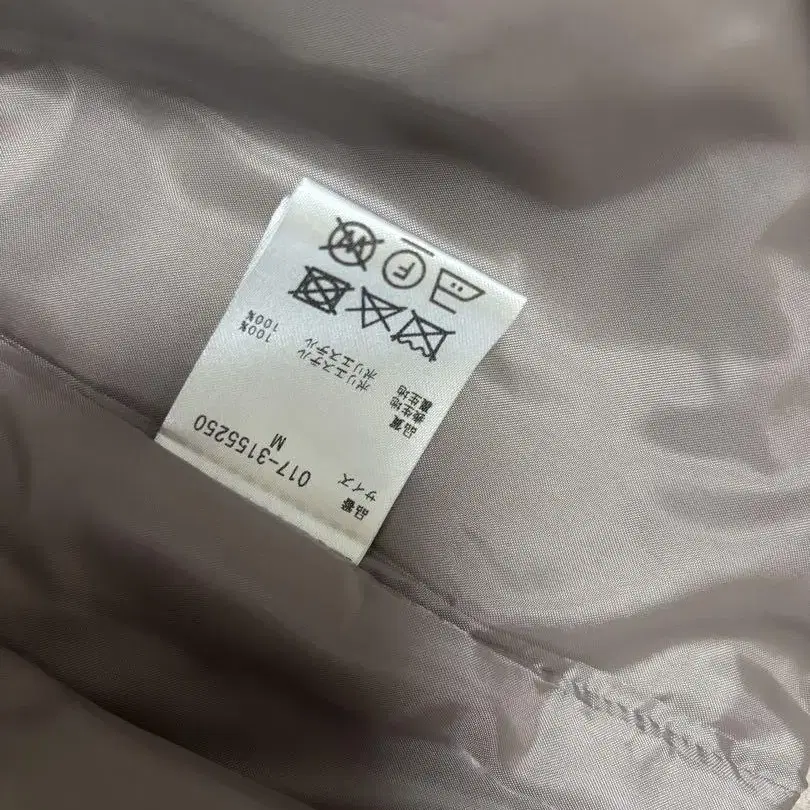 品番 017-3155250
サイズ M
品質
表生地 ポリエステル 100%
裏生地 ポリエステル 100%
F
W